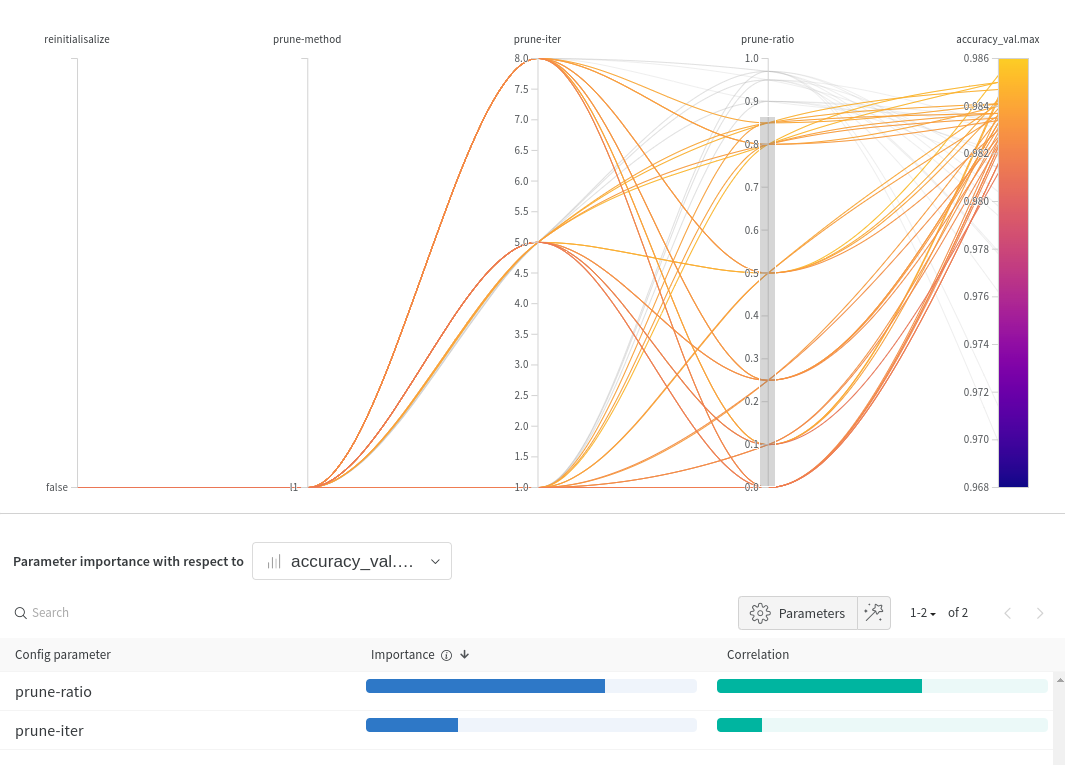 reinitialisalize prune-method prune-iter prune-ratio accuracy_val.max
8.0 1.0 0.986
7.5
0.9 0.984
7.0
6.5 0.8 0.982
6.0 0.7
5.5 0.980
0.6
5.0 0.978
4.5 0.5
4.0 0.976
0.4
3.5 0.974
0.3
3.0
2.5 0.2 0.972
2.0 0.970
1.5 0.1
false l1 1.0 0.0 0.968
Parameter importance with respect to accuracy_val....
Search Parameters 1-2 of 2
Config parameter Importance Correlation
prune-ratio
prune-iter